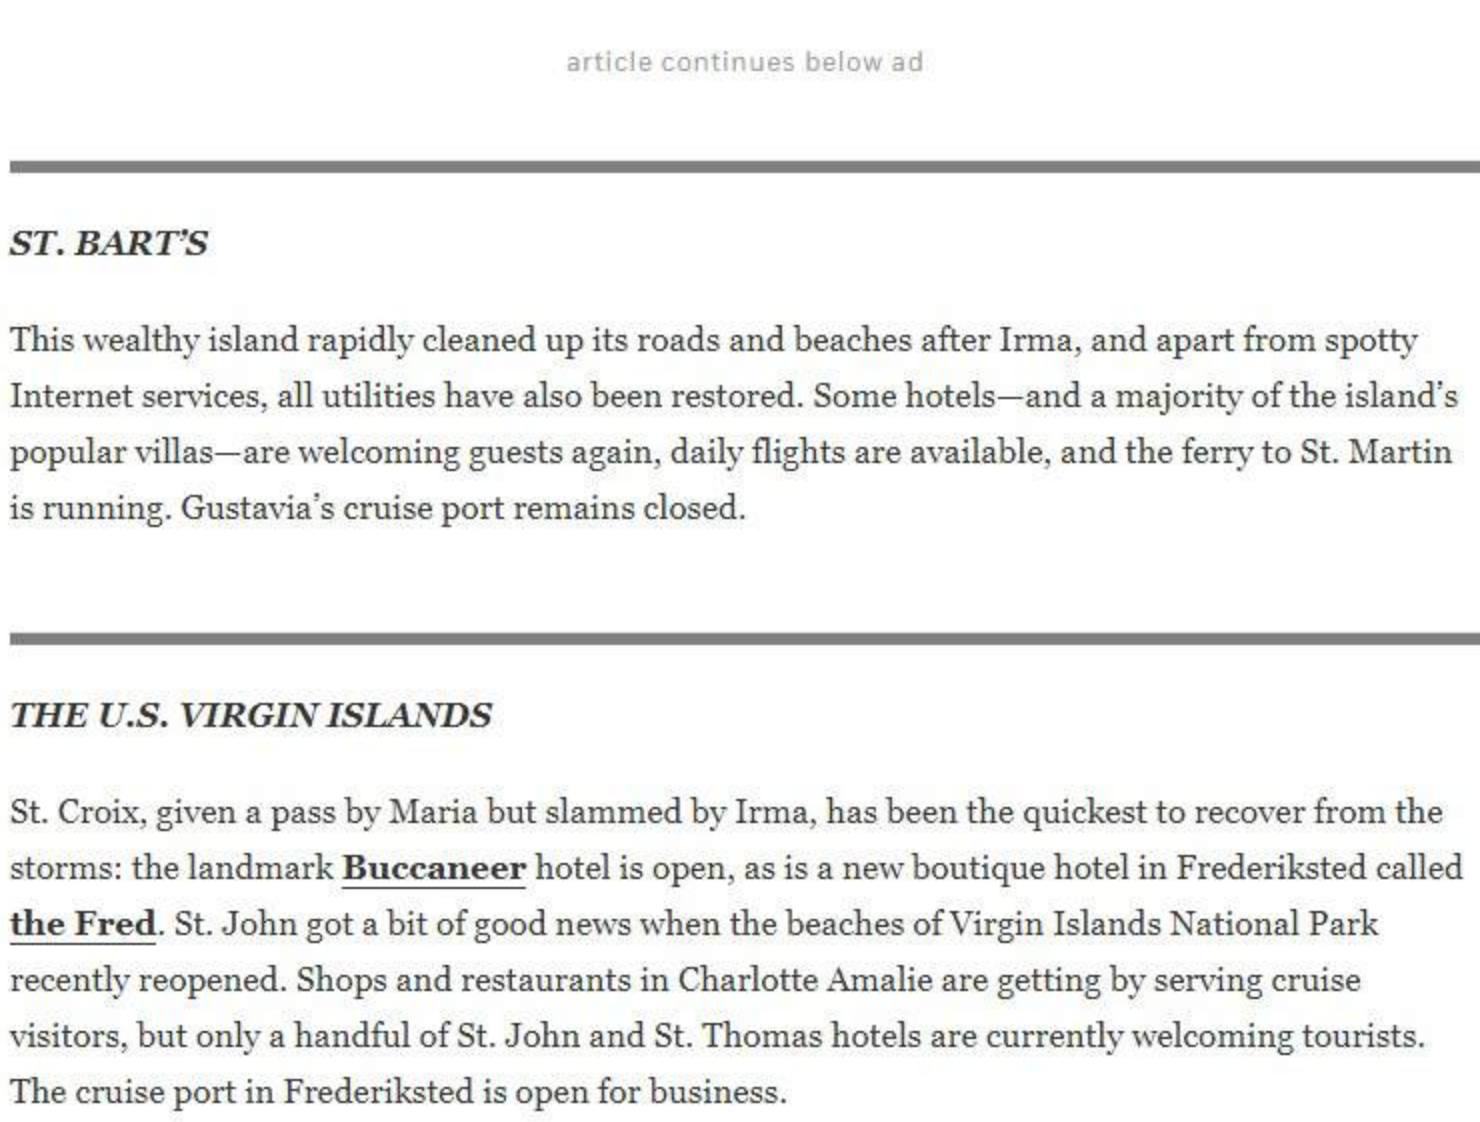 article continues below ad
ST. BART’S
This wealthy island rapidly cleaned up its roads and beaches after Irma, and apart from spotty
Internet services, all utilities have also been restored. Some hotels—and a majority of the island’s
popular villas—are welcoming guests again, daily flights are available, and the ferry to St. Martin
is running. Gustavia’s cruise port remains closed.
THE U.S. VIRGIN ISLANDS
St. Croix, given a pass by Maria but slammed by Irma, has been the quickest to recover from the
storms: the landmark Buccaneer hotel is open, as is a new boutique hotel in Frederiksted called
the Fred. St. John got a bit of good news when the beaches of Virgin Islands National Park
recently reopened. Shops and restaurants in Charlotte Amalie are getting by serving cruise
visitors, but only a handful of St. John and St. Thomas hotels are currently welcoming tourists.
The cruise port in Frederiksted is open for business.